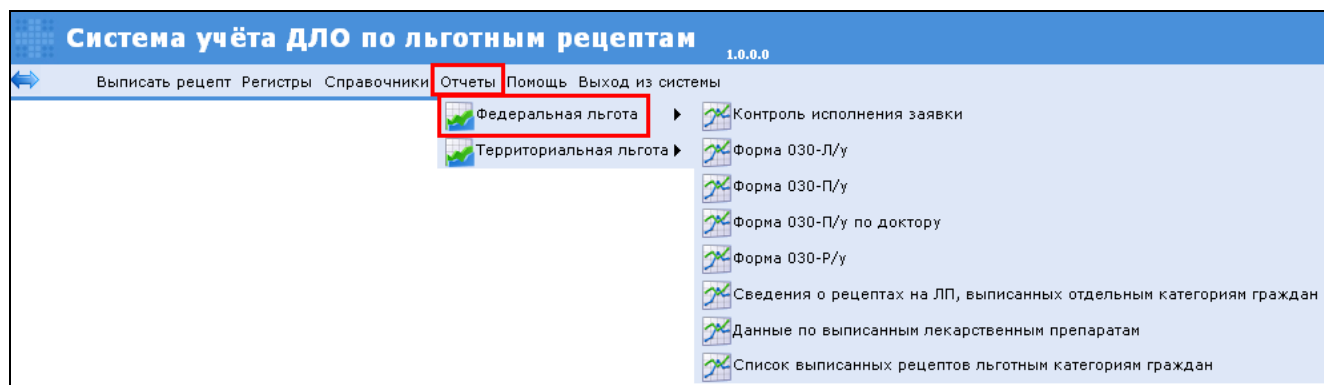 Система учёта ДЛО по льготным рецептам 1.0.0.0
Выписать рецепт Регистры Справочники Отчеты Помощь Выход из системы
Федеральная льгота
Территориальная льгота
Контроль исполнения заявки
Форма 030-Л/у
Форма 030-П/у
Форма 030-П/у по доктору
Форма 030-Р/у
Сведения о рецептах на ЛП, выписанных отдельным категориям граждан
Данные по выписанным лекарственным препаратам
Список выписанных рецептов льготным категориям граждан